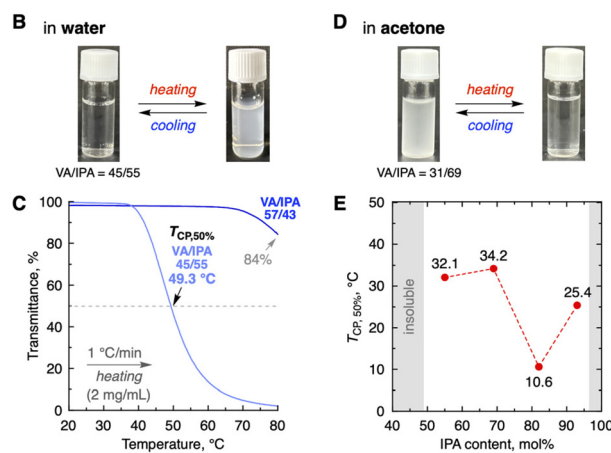 B in water
heating
cooling
VA/IPA = 45/55
D in acetone
heating
cooling
VA/IPA = 31/69
C
Transmittance, %
100
80
60
40
20
0
VA/IPA
57/43
84%
TCP,50%
VA/IPA
45/55
49.3 °C
1 °C/min
heating
(2 mg/mL)
20 30 40 50 60 70 80
Temperature, °C
E
TCP, 50%, °C
50
40
30
20
10
0
insoluble
32.1
34.2
10.6
25.4
40 50 60 70 80 90 100
IPA content, mol%